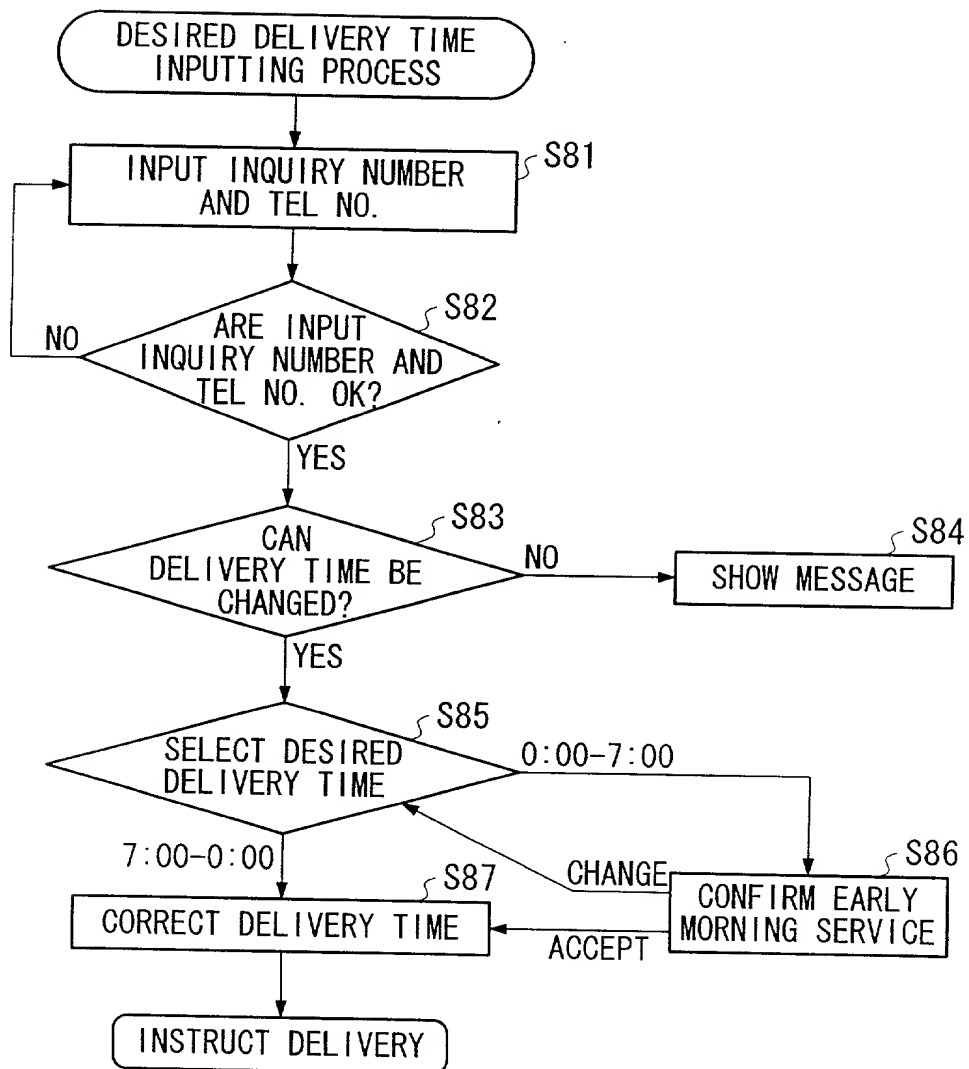 DESIRED DELIVERY TIME
INPUTTING PROCESS
S81
INPUT INQUIRY NUMBER
AND TEL NO.
S82
NO
ARE INPUT
INQUIRY NUMBER AND
TEL NO. OK?
YES
S83
CAN
DELIVERY TIME BE
CHANGED?
NO
S84
SHOW MESSAGE
YES
S85
SELECT DESIRED
DELIVERY TIME
0:00-7:00
7:00-0:00
S86
CONFIRM EARLY
MORNING SERVICE
CHANGE
ACCEPT
S87
CORRECT DELIVERY TIME
INSTRUCT DELIVERY